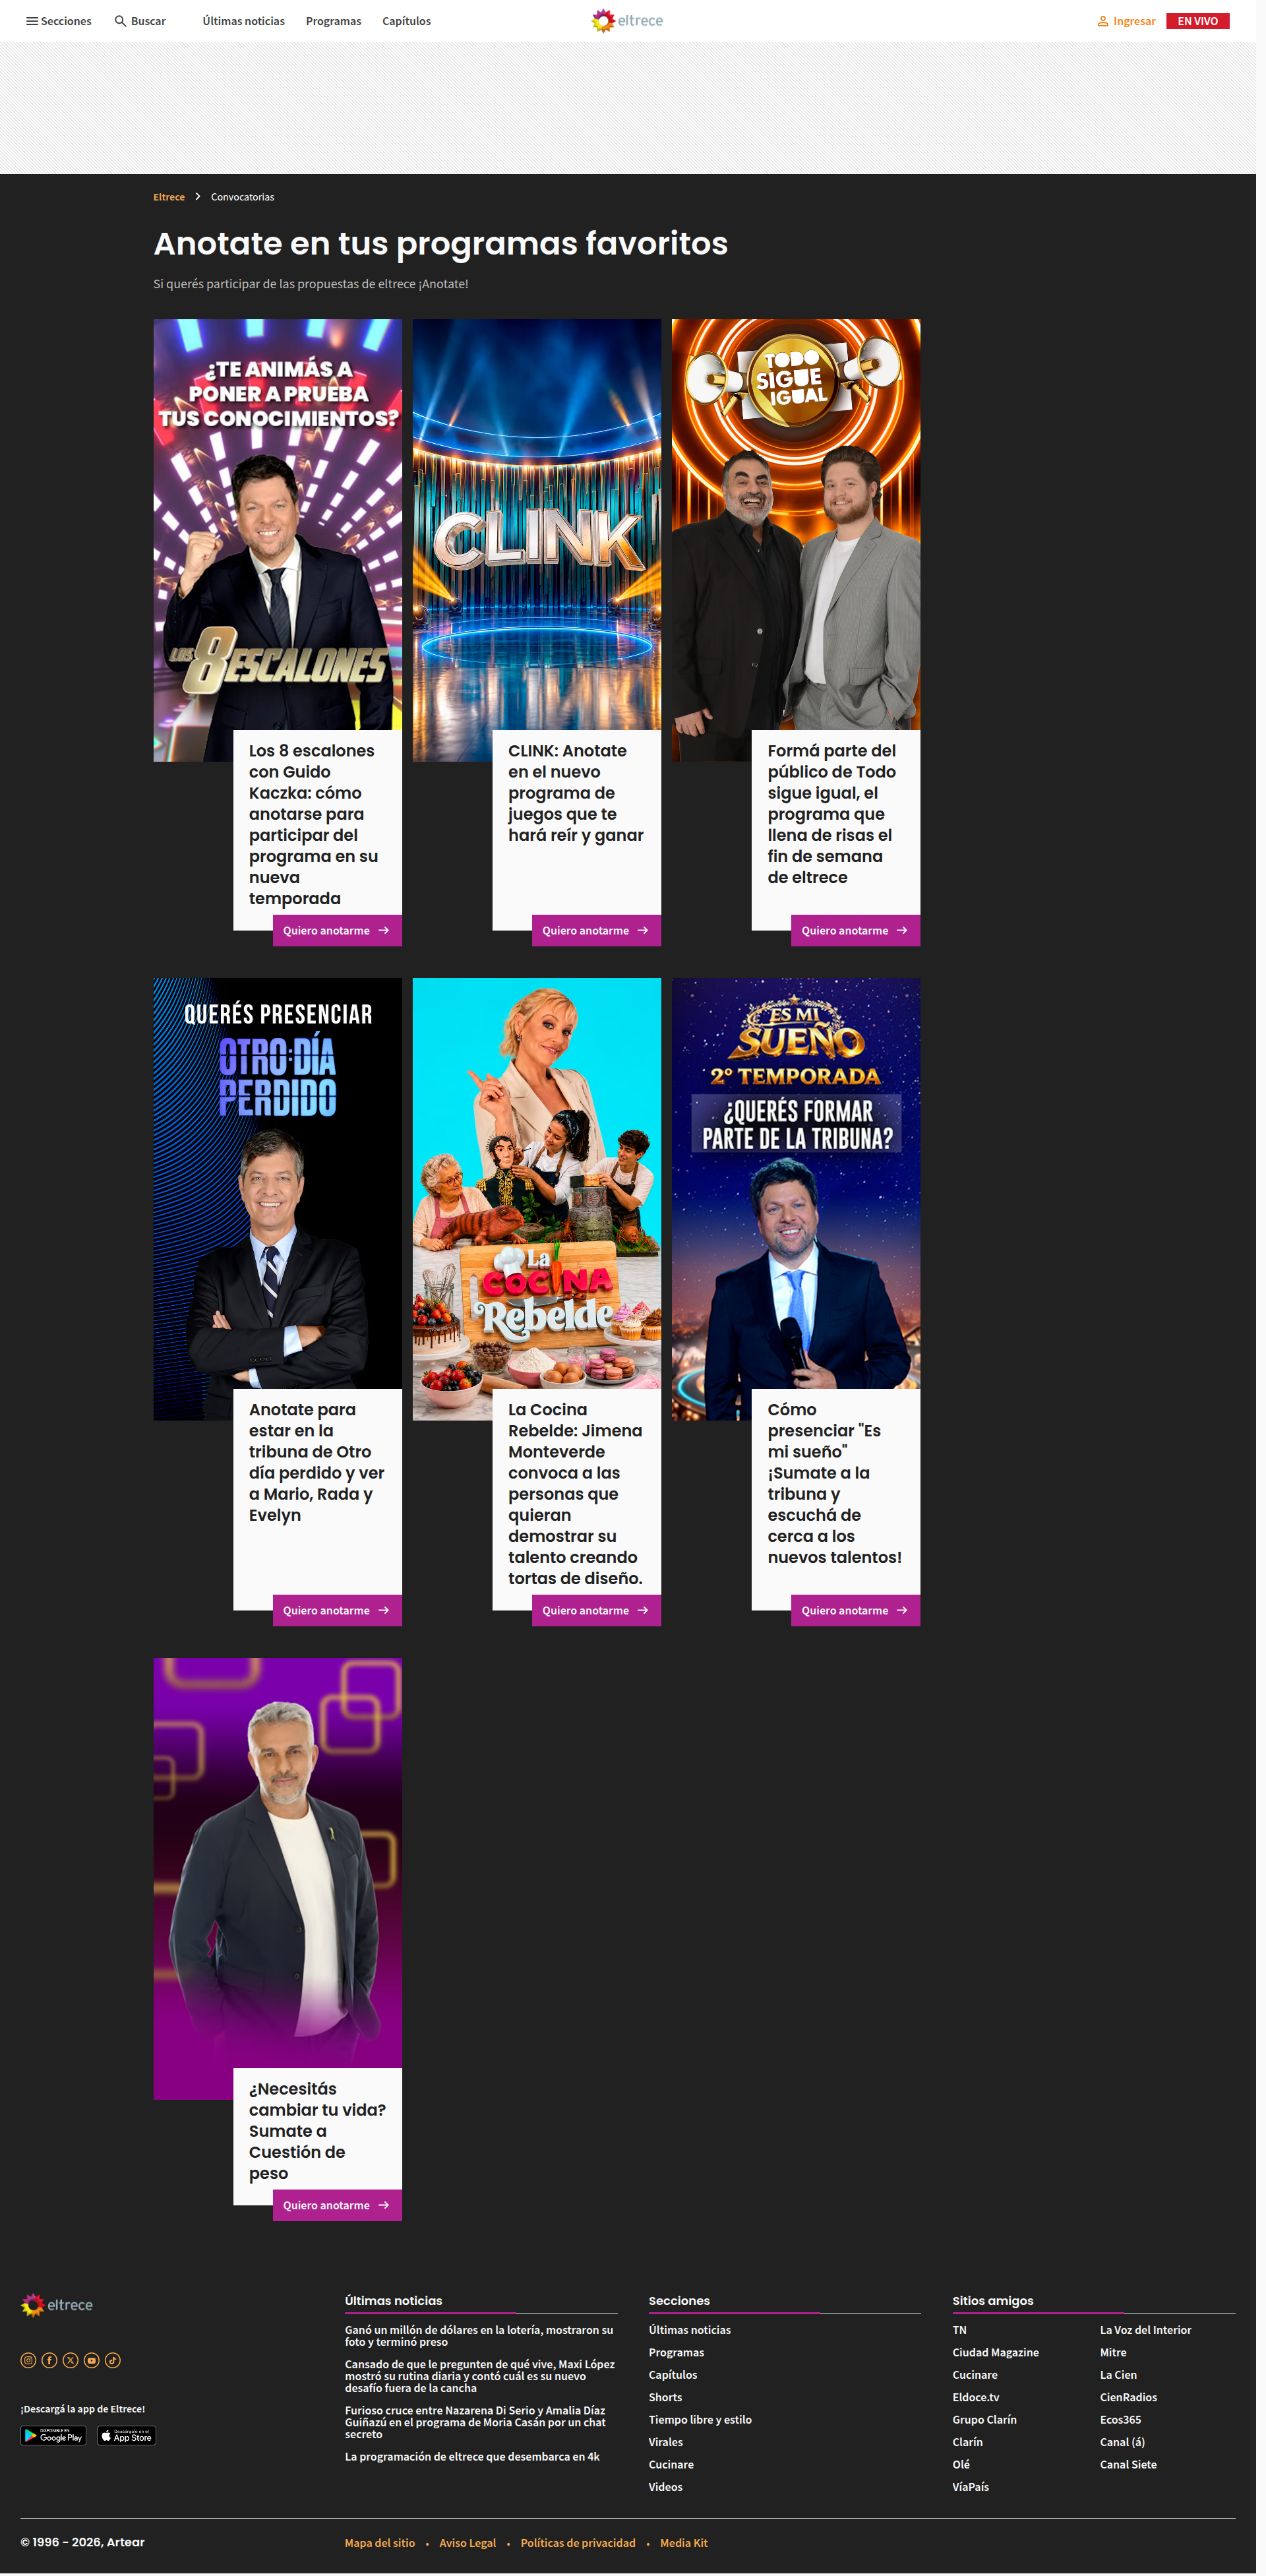 Secciones
Buscar
Últimas noticias
Programas
Capítulos
eltrece
Ingresar
EN VIVO
Eltrece
Convocatorias
Anotate en tus programas favoritos
Si querés participar de las propuestas de eltrece ¡Anotate!
¿TE ANIMÁS A
PONER A PRUEBA
TUS CONOCIMIENTOS?
LOS 8 ESCALONES
Los 8 escalones
con Guido
Kaczka: cómo
anotarse para
participar del
programa en su
nueva
temporada
Quiero anotarme
CLINK
CLINK: Anotate
en el nuevo
programa de
juegos que te
hará reír y ganar
Quiero anotarme
TODO
SIGUE
IGUAL
Formá parte del
público de Todo
sigue igual, el
programa que
llena de risas el
fin de semana
de eltrece
Quiero anotarme
QUERÉS PRESENCIAR
OTRO:DÍA
PERDIDO
Anotate para
estar en la
tribuna de Otro
día perdido y ver
a Mario, Rada y
Evelyn
Quiero anotarme
La
COCINA
Rebelde
La Cocina
Rebelde: Jimena
Monteverde
convoca a las
personas que
quieran
demostrar su
talento creando
tortas de diseño.
Quiero anotarme
ES MI
SUEÑO
2º TEMPORADA
¿QUERÉS FORMAR
PARTE DE LA TRIBUNA?
Cómo
presenciar "Es
mi sueño"
¡Sumate a la
tribuna y
escuchá de
cerca a los
nuevos talentos!
Quiero anotarme
¿Necesitás
cambiar tu vida?
Sumate a
Cuestión de
peso
Quiero anotarme
eltrece
¡Descargá la app de Eltrece!
DISPONIBLE EN
Google Play
Descárgalo en el
App Store
Últimas noticias
Ganó un millón de dólares en la lotería, mostraron su
foto y terminó preso
Cansado de que le pregunten de qué vive, Maxi López
mostró su rutina diaria y contó cuál es su nuevo
desafío fuera de la cancha
Furioso cruce entre Nazarena Di Serio y Amalia Díaz
Guiñazú en el programa de Moria Casán por un chat
secreto
La programación de eltrece que desembarca en 4k
Secciones
Últimas noticias
Programas
Capítulos
Shorts
Tiempo libre y estilo
Virales
Cucinare
Videos
Sitios amigos
TN
Ciudad Magazine
Cucinare
Eldoce.tv
Grupo Clarín
Clarín
Olé
VíaPaís
La Voz del Interior
Mitre
La Cien
CienRadios
Ecos365
Canal (á)
Canal Siete
© 1996 - 2026, Artear
Mapa del sitio • Aviso Legal • Políticas de privacidad • Media Kit